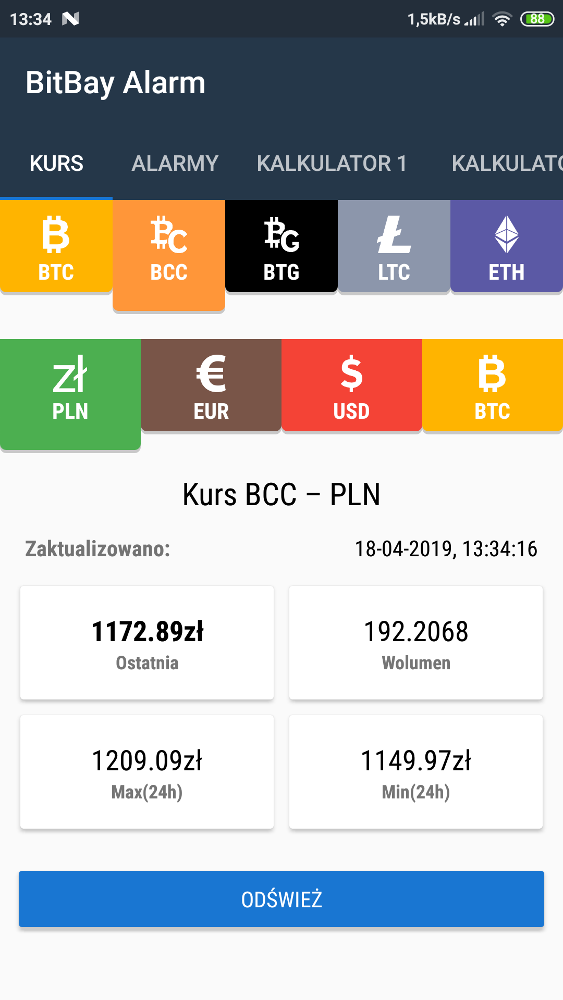 13:34 1,5kB/s 88
BitBay Alarm
KURS ALARMY KALKULATOR 1 KALKULATO
BTC BCC BTG LTC ETH
zł € $
PLN EUR USD BTC
Kurs BCC – PLN
Zaktualizowano: 18-04-2019, 13:34:16
1172.89zł 192.2068
Ostatnia Wolumen
1209.09zł 1149.97zł
Max(24h) Min(24h)
ODŚWIEŻ